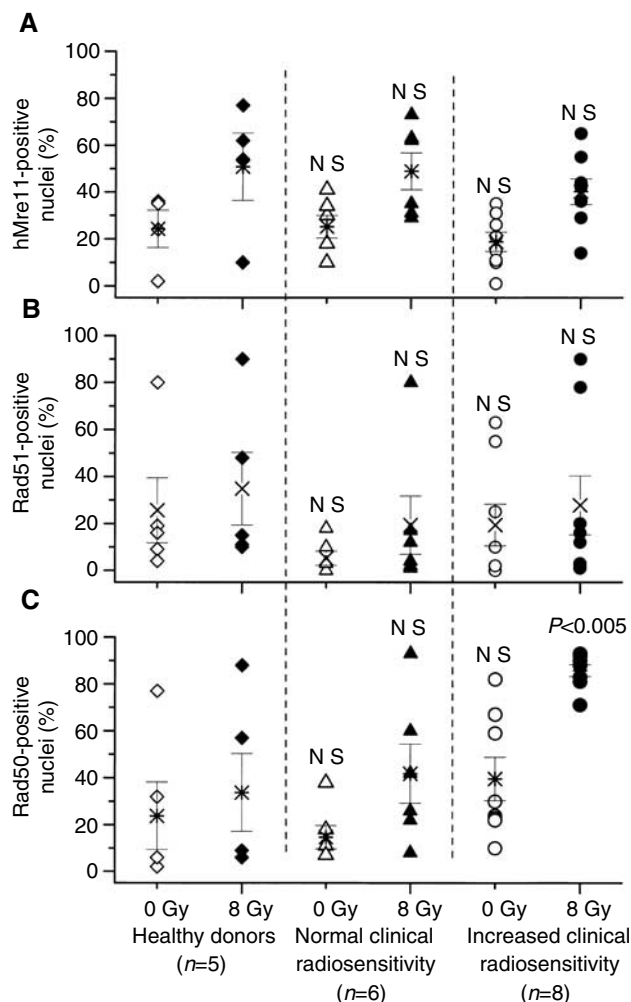 A
hMre11-positive
nuclei (%)
100
80
60
40
20
0
N S
N S
N S
N S
B
Rad51-positive
nuclei (%)
100
80
60
40
20
0
N S
N S
N S
N S
C
Rad50-positive
nuclei (%)
100
80
60
40
20
0
N S
N S
N S
P<0.005
0 Gy 8 Gy 0 Gy 8 Gy 0 Gy 8 Gy
Healthy donors
(n=5)
Normal clinical
radiosensitivity
(n=6)
Increased clinical
radiosensitivity
(n=8)